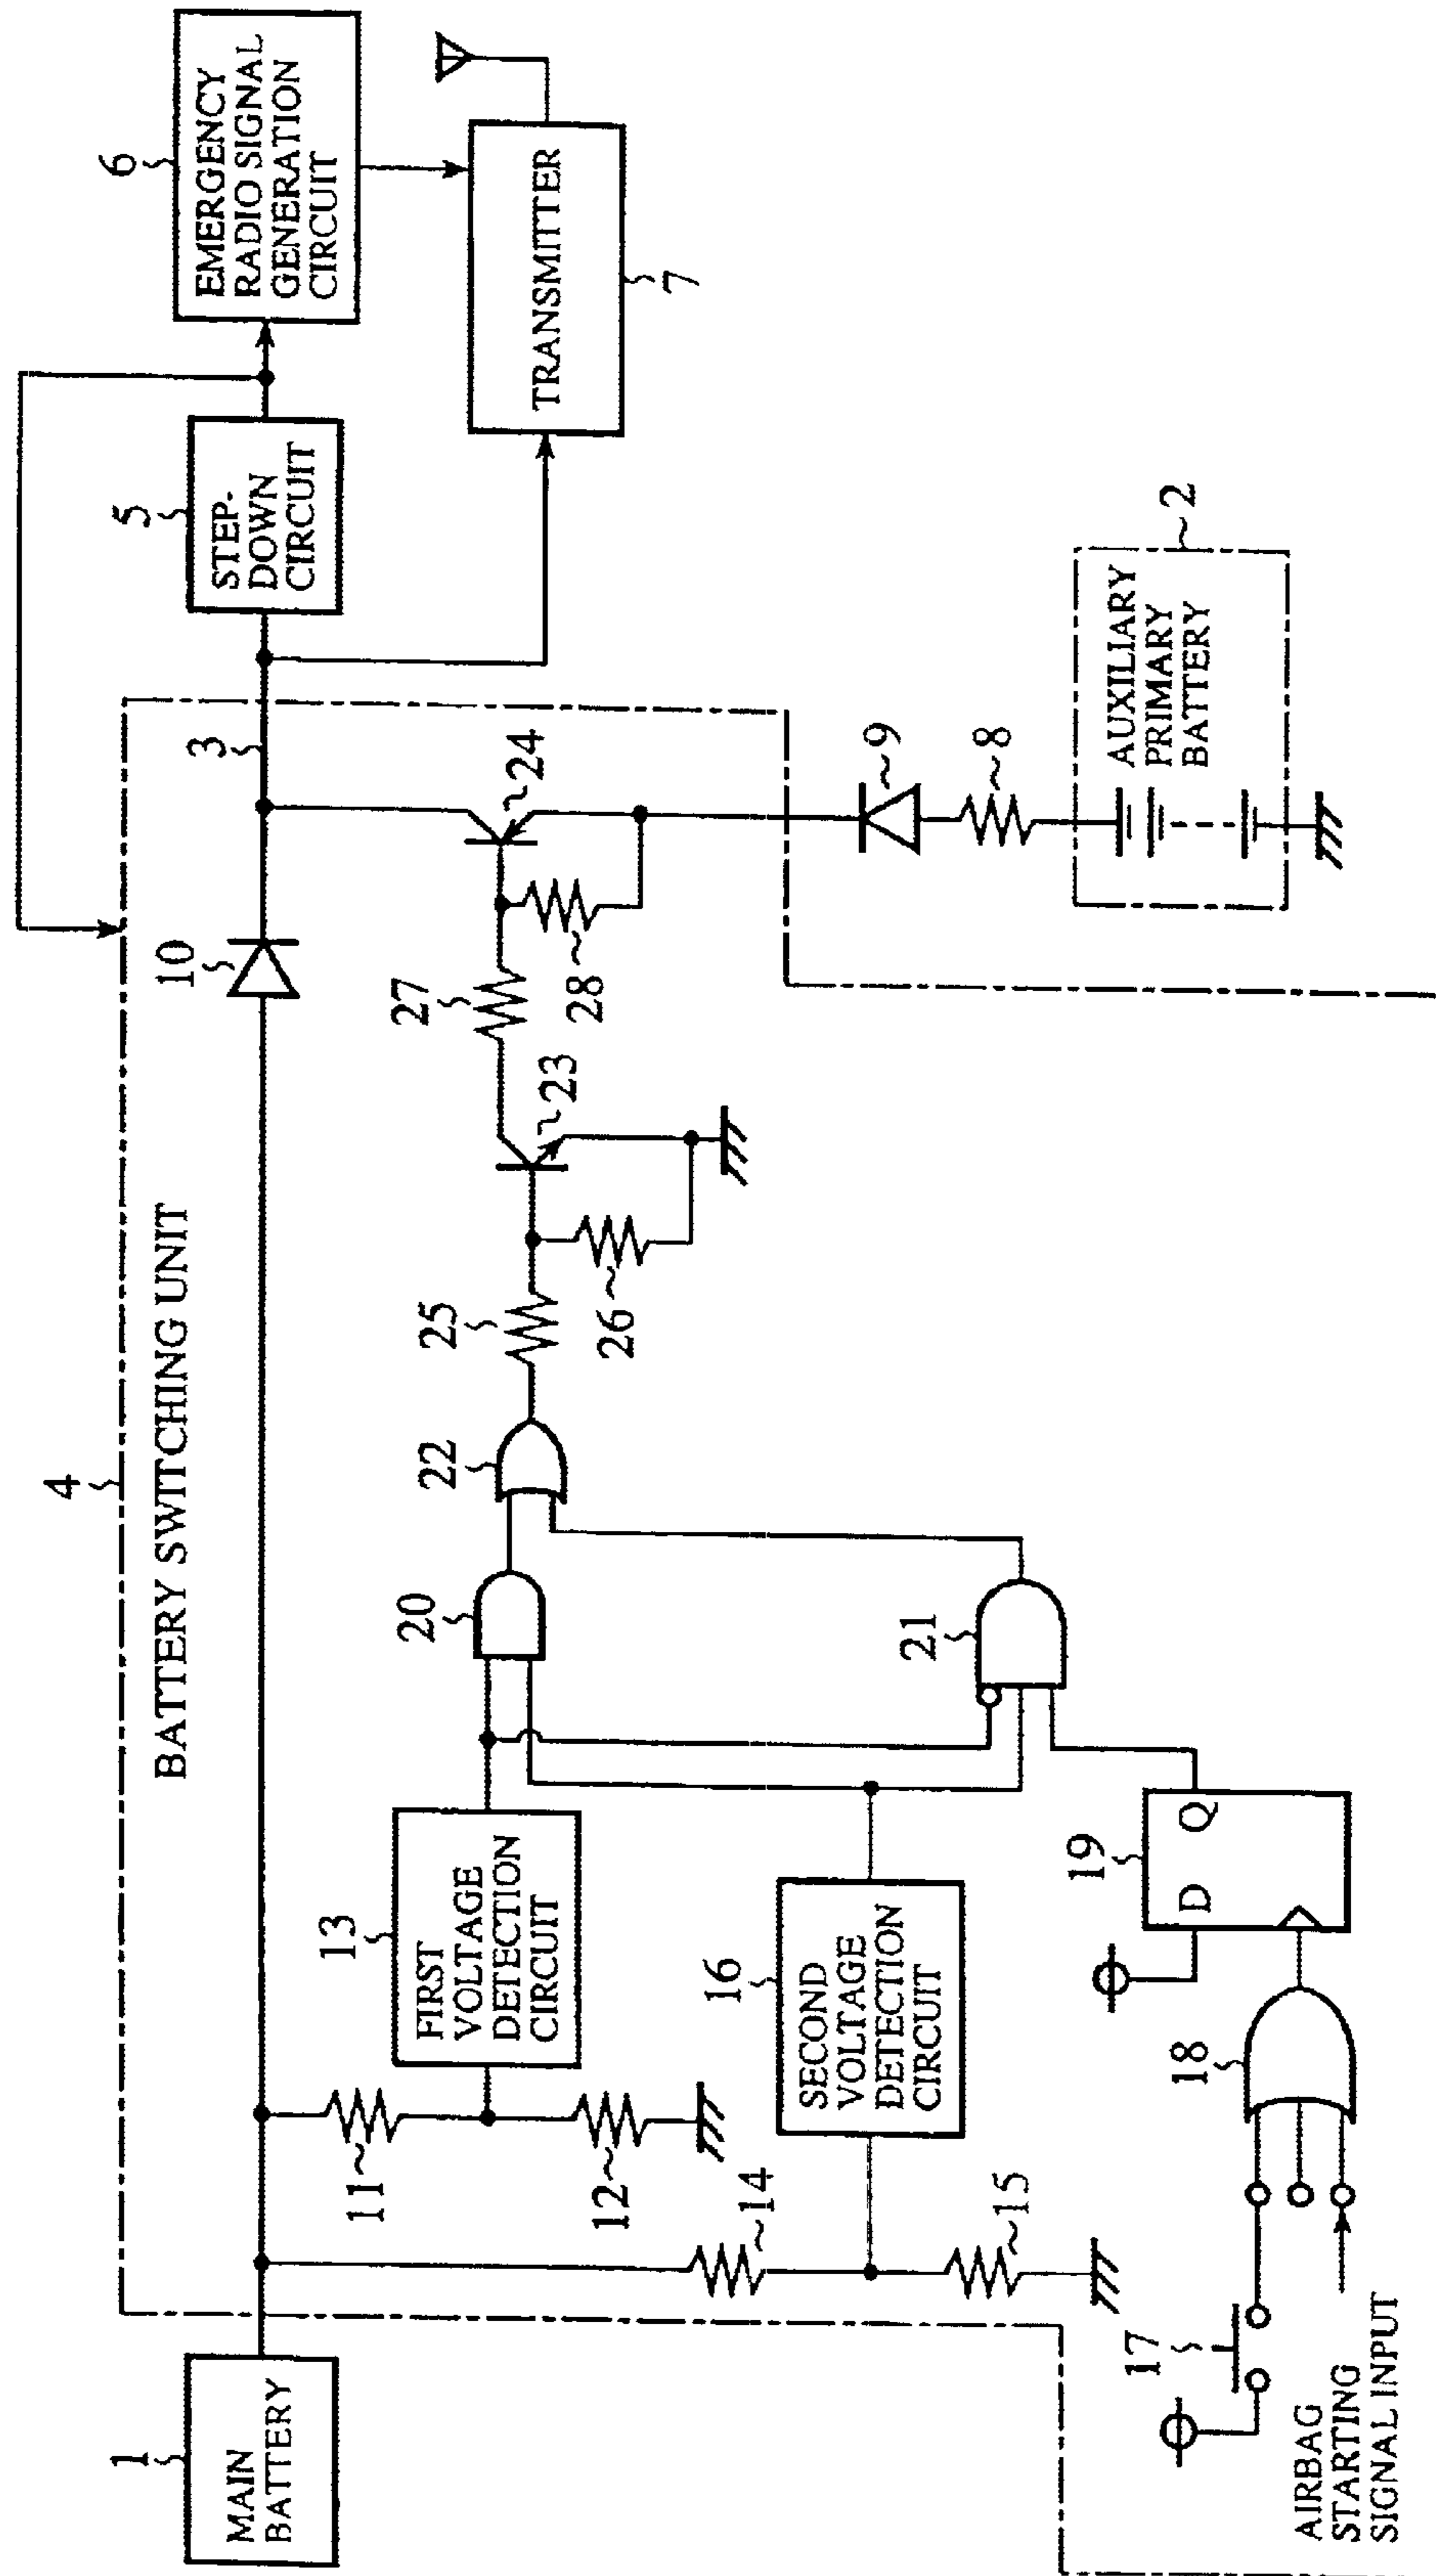 4
BATTERY SWITCHING UNIT
1
MAIN
BATTERY
10
3
5
STEP-
DOWN
CIRCUIT
6
EMERGENCY
RADIO SIGNAL
GENERATION
CIRCUIT
TRANSMITTER
7
11
12
13
FIRST
VOLTAGE
DETECTION
CIRCUIT
20
22
25
26
23
27
28
24
9
8
AUXILIARY
PRIMARY
BATTERY
2
14
15
16
SECOND
VOLTAGE
DETECTION
CIRCUIT
21
17
18
19
D
Q
AIRBAG
STARTING
SIGNAL INPUT